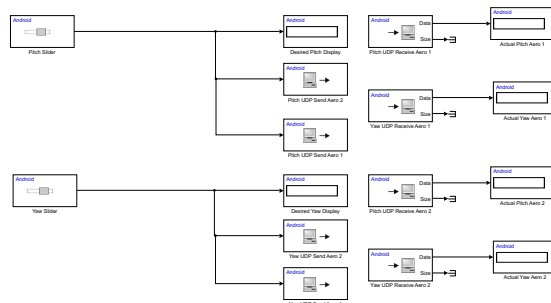 Android
Pitch Slider
Android
Desired Pitch Display
Android
Pitch UDP Send Aero 2
Android
Pitch UDP Send Aero 1
Android
Data
Size
Pitch UDP Receive Aero 1
Android
Actual Pitch Aero 1
Android
Data
Size
Yaw UDP Receive Aero 1
Android
Actual Yaw Aero 1
Android
Yaw Slider
Android
Desired Yaw Display
Android
Yaw UDP Send Aero 2
Android
Android
Data
Size
Pitch UDP Receive Aero 2
Android
Actual Pitch Aero 2
Android
Data
Size
Yaw UDP Receive Aero 2
Android
Actual Yaw Aero 2